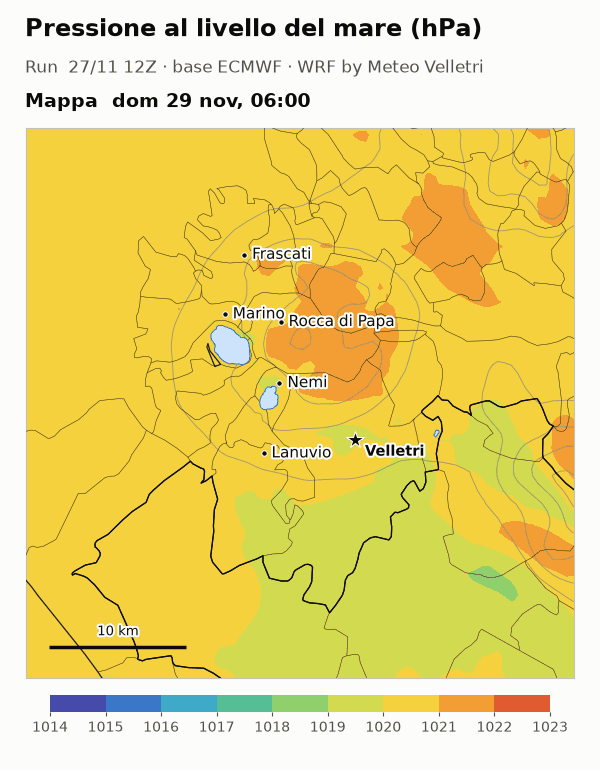 Pressione al livello del mare (hPa)
Run  27/11 12Z · base ECMWF · WRF by Meteo Velletri
Mappa  dom 29 nov, 06:00
Frascati
Marino
Rocca di Papa
Nemi
Velletri
Lanuvio
10 km
1014 1015 1016 1017 1018 1019 1020 1021 1022 1023